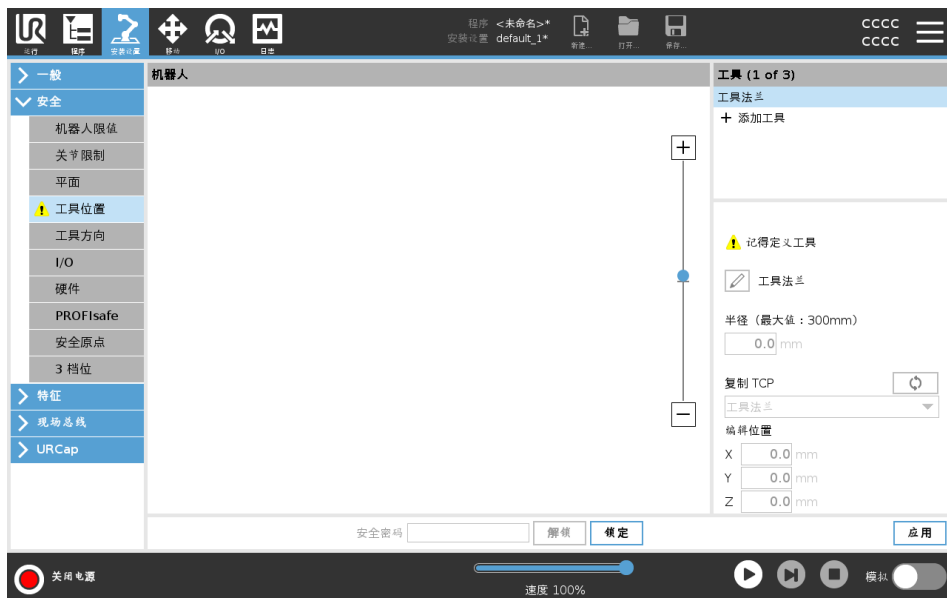 程序 <未命名>*
安装设置 default_1*
运行 程序 安装设置 移动 I/O 日志 新建... 打开... 保存...
cccc
cccc
一般
安全
机器人限值
关节限制
平面
工具位置
工具方向
I/O
硬件
PROFIsafe
安全原点
3 档位
特征
现场总线
URCap
机器人
工具 (1 of 3)
工具法兰
添加工具
记得定义工具
工具法兰
半径（最大值：300mm）
0.0 mm
复制 TCP
工具法兰
编辑位置
X 0.0 mm
Y 0.0 mm
Z 0.0 mm
安全密码 解锁 锁定 应用
关闭电源
速度 100%
模拟